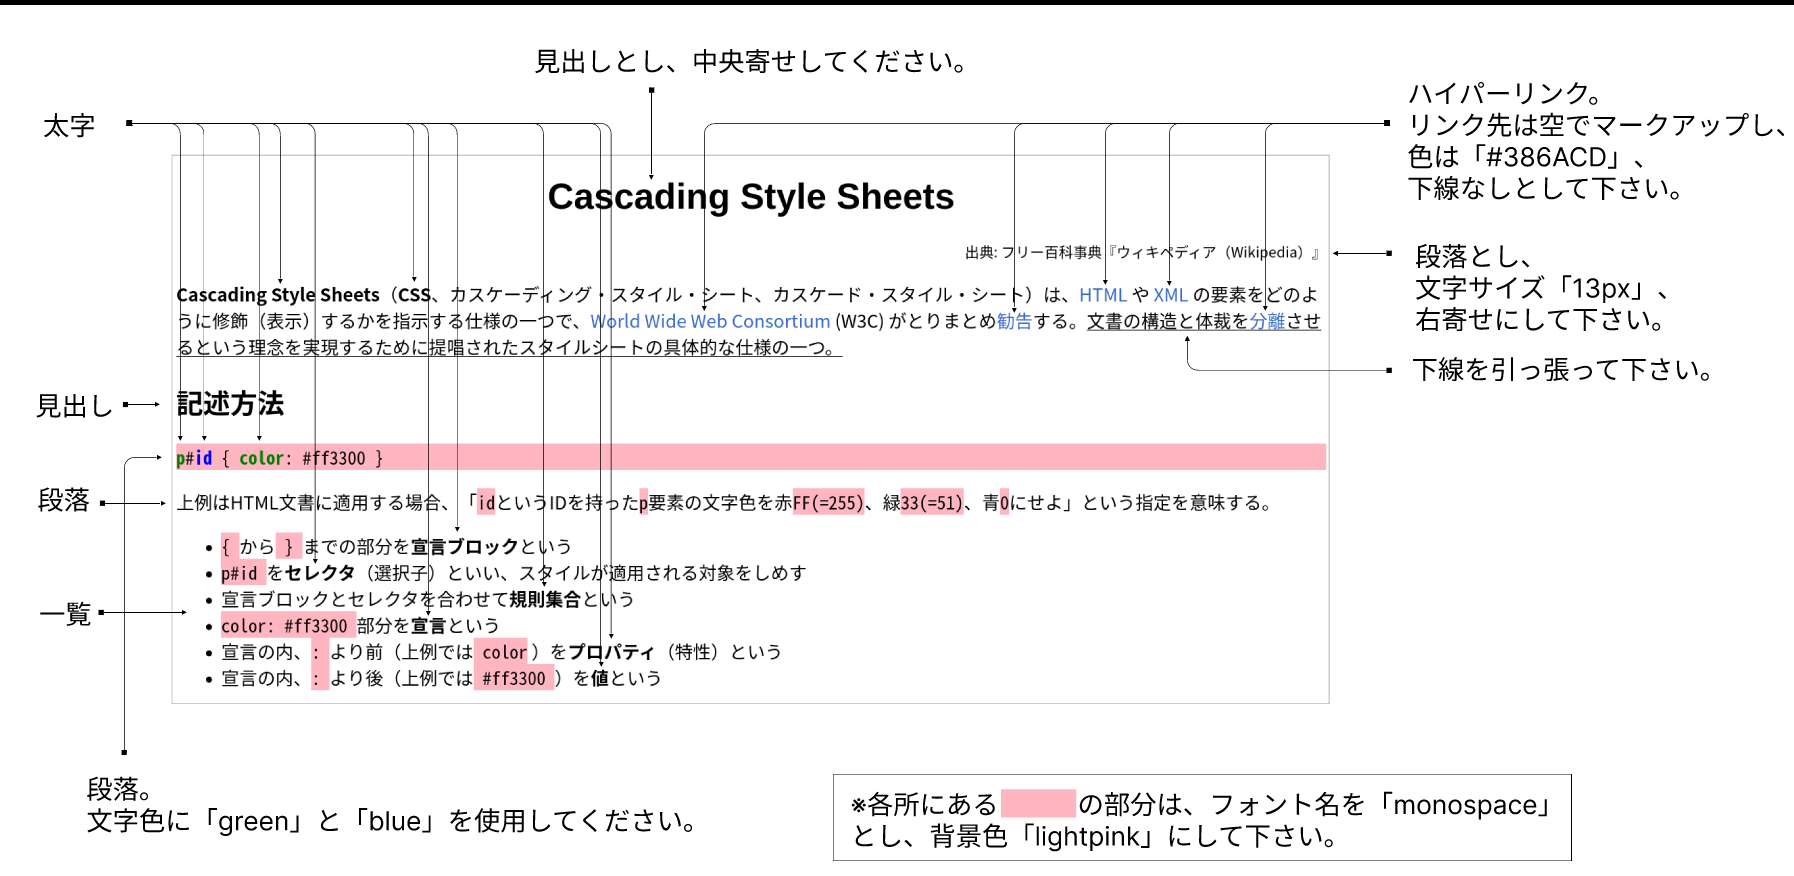 見出しとし、中央寄せしてください。
太字
ハイパーリンク。
リンク先は空でマークアップし、
色は「#386ACD」、
下線なしとして下さい。
Cascading Style Sheets
出典: フリー百科事典『ウィキペディア（Wikipedia）』
段落とし、
文字サイズ「13px」、
右寄せにして下さい。
Cascading Style Sheets（CSS、カスケーディング・スタイル・シート、カスケード・スタイル・シート）は、HTML や XML の要素をどのよ
うに修飾（表示）するかを指示する仕様の一つで、World Wide Web Consortium (W3C) がとりまとめ勧告する。文書の構造と体裁を分離させ
るという理念を実現するために提唱されたスタイルシートの具体的な仕様の一つ。
下線を引っ張って下さい。
見出し
記述方法
p#id { color: #ff3300 }
段落
上例はHTML文書に適用する場合、「idというIDを持ったp要素の文字色を赤FF(=255)、緑33(=51)、青0にせよ」という指定を意味する。
• { から } までの部分を宣言ブロックという
• p#id をセレクタ（選択子）といい、スタイルが適用される対象をしめす
• 宣言ブロックとセレクタを合わせて規則集合という
一覧
• color: #ff3300 部分を宣言という
• 宣言の内、: より前（上例では color）をプロパティ（特性）という
• 宣言の内、: より後（上例では #ff3300 ）を値という
段落。
文字色に「green」と「blue」を使用してください。
※各所にある の部分は、フォント名を「monospace」
とし、背景色「lightpink」にして下さい。